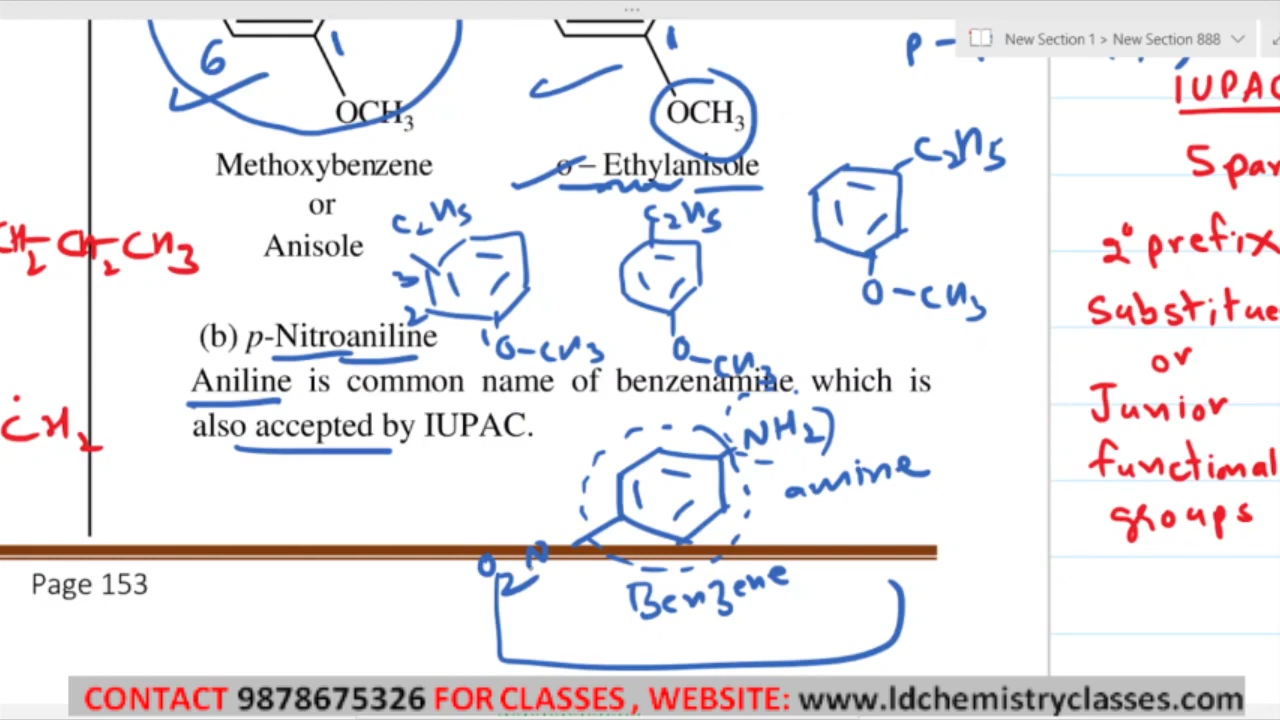 New Section 1 > New Section 888
p –
6
1
1
OCH3
OCH3
IUPAC
Methoxybenzene
o – Ethylanisole
C2H5
5 par
or
C2H5
C2H5
CH2-CH2-CH3
Anisole
3
2° prefix
O-CH3
2
Substitue
(b) p-Nitroaniline
1
O-CH3
O-CH3
or
Aniline is common name of benzenamine, which is
also accepted by IUPAC.
CH2
Junior
NH2)
functional
amine
groups
O2N
Page 153
Benzene
CONTACT 9878675326 FOR CLASSES , WEBSITE: www.ldchemistryclasses.com